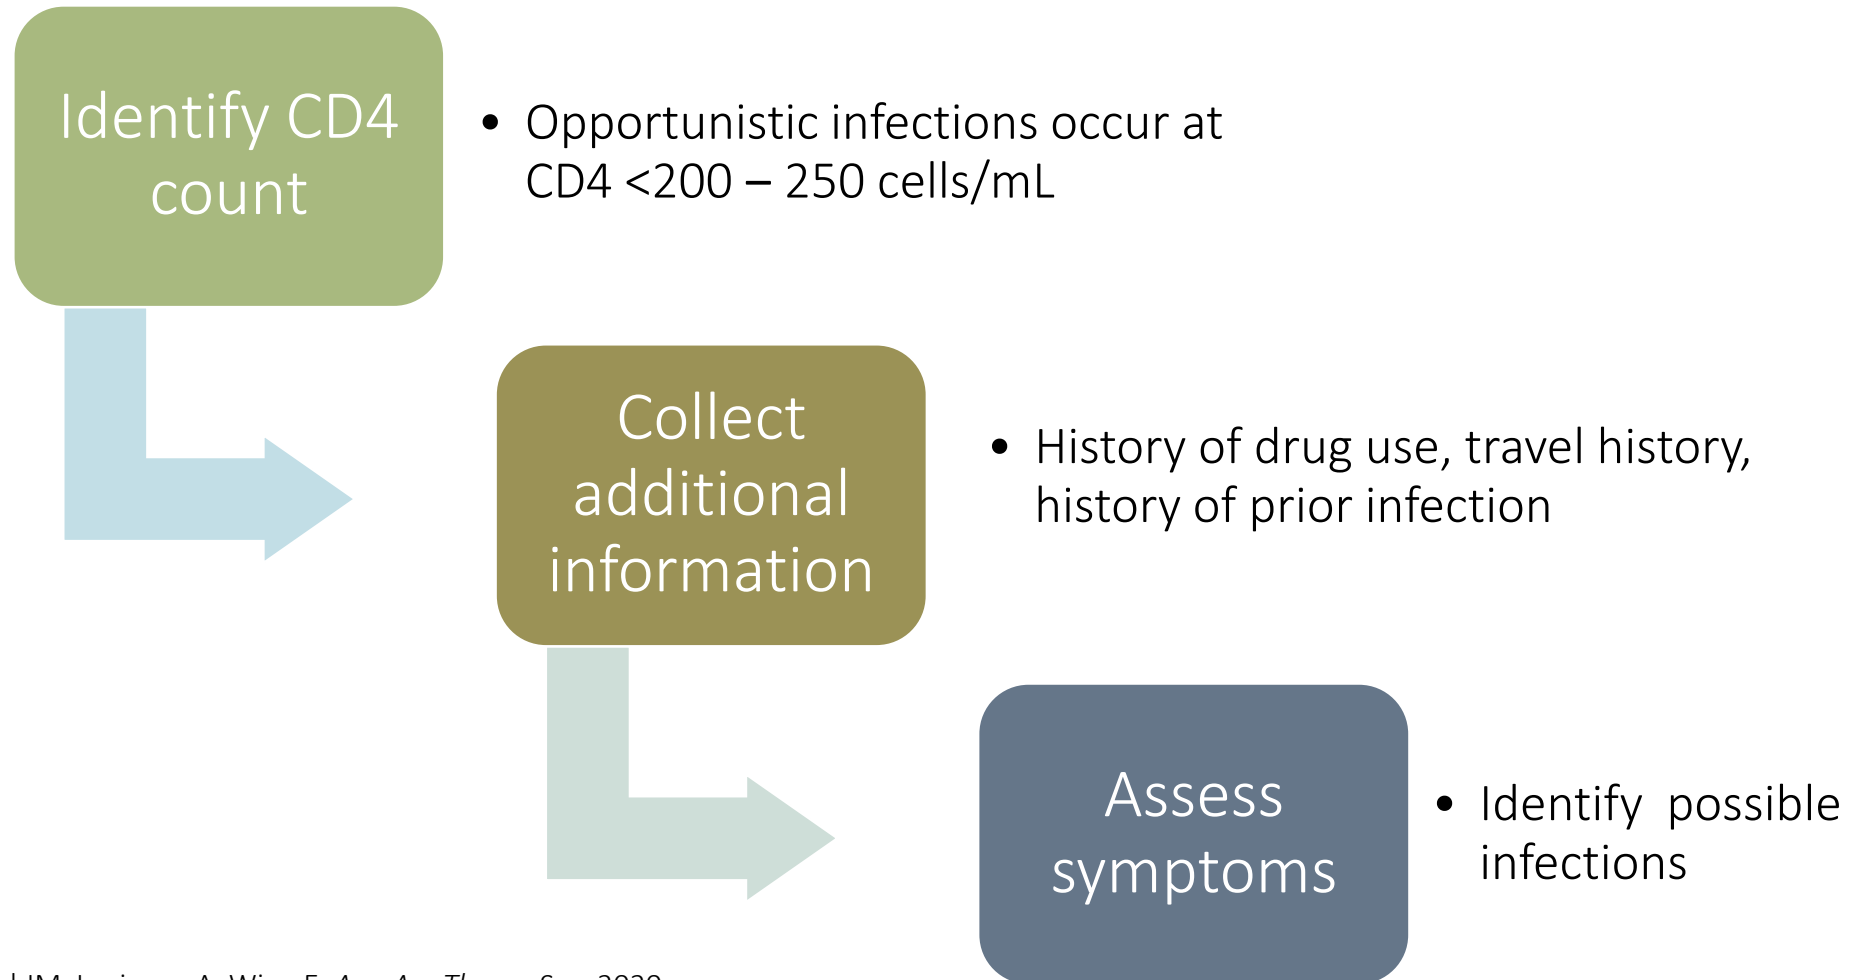 Identify CD4
count
• Opportunistic infections occur at
CD4 <200 – 250 cells/mL
Collect
additional
information
• History of drug use, travel history,
history of prior infection
Assess
symptoms
• Identify possible
infections
2020